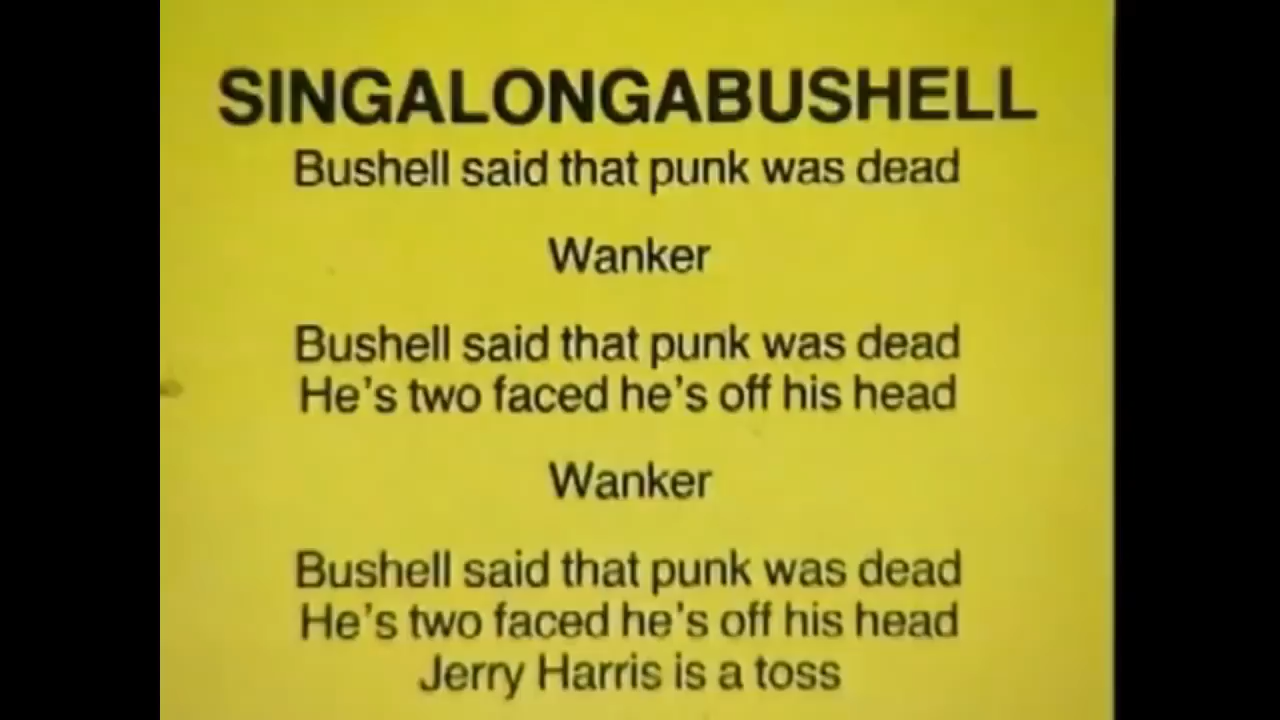 SINGALONGABUSHELL
Bushell said that punk was dead
Wanker
Bushell said that punk was dead
He's two faced he's off his head
Wanker
Bushell said that punk was dead
He's two faced he's off his head
Jerry Harris is a toss